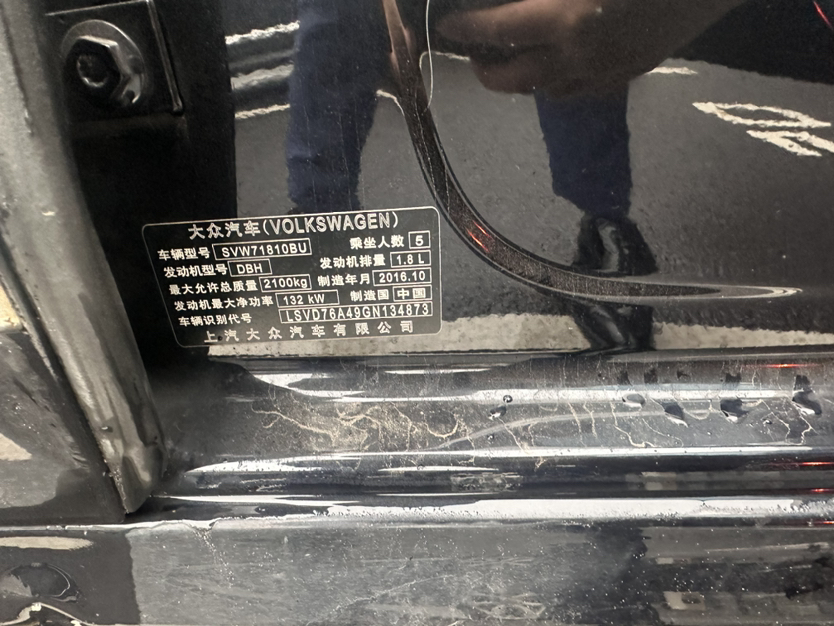 大众汽车(VOLKSWAGEN)
车辆型号 SVW71810BU 乘坐人数 5
发动机型号 DBH 发动机排量 1.8 L
最大允许总质量 2100kg 制造年月 2016.10
发动机最大净功率 132 kW 制造国 中国
车辆识别代号 LSVD76A49GN134873
上汽大众汽车有限公司